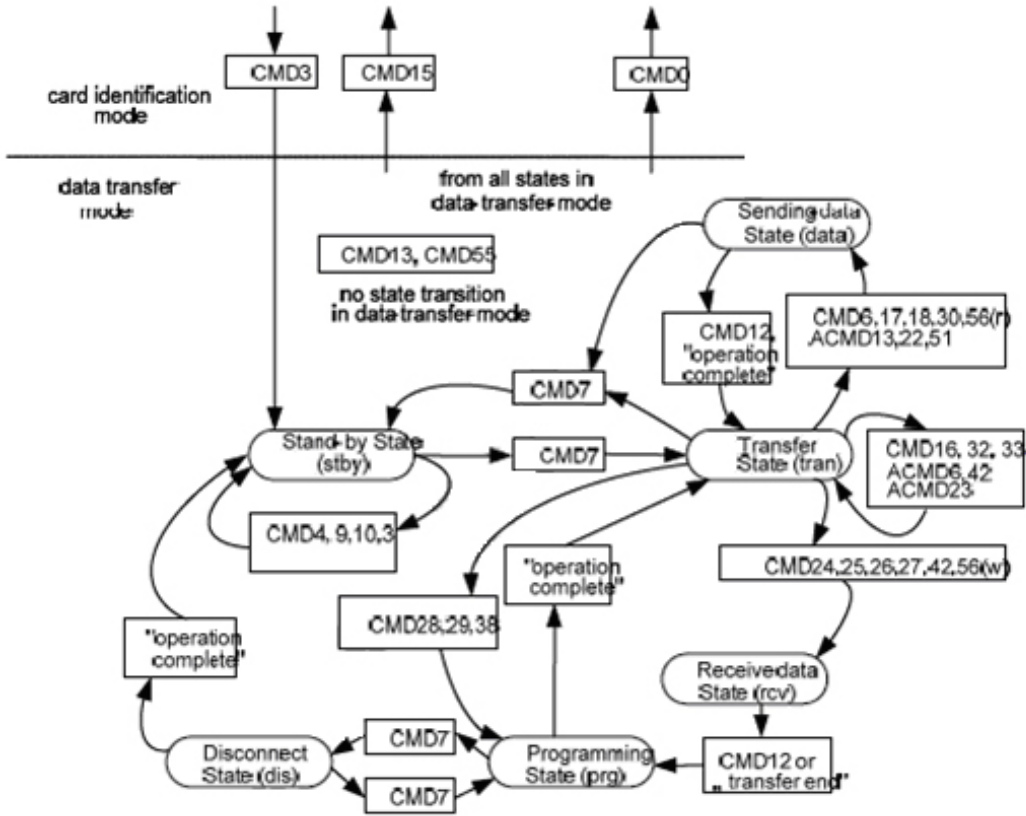 CMD3
CMD15
CMD0
card identification
mode
data transfer
mode
from all states in
data-transfer mode
Sending-data
State (data)
CMD13, CMD55
no state transition
in data-transfer mode
CMD6,17,18,30,56(r)
ACMD13,22,51
CMD12,
"operation
complete"
CMD7
Stand-by State
(stby)
CMD7
Transfer
State (tran)
CMD16, 32, 33
ACMD6,42
ACMD23
CMD4, 9,10,3
"operation
complete"
CMD24,25,26,27,42,56(w)
CMD28,29,38
"operation
complete"
Receive-data
State (rcv)
CMD7
Disconnect
State (dis)
Programming
State (prg)
CMD12 or
„ transfer end"
CMD7